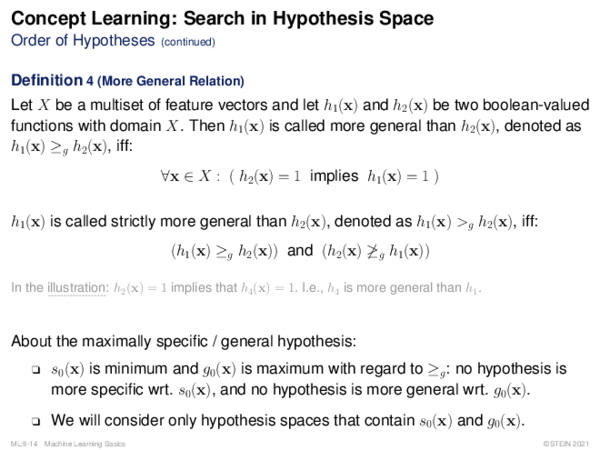 Concept Learning: Search in Hypothesis Space
Order of Hypotheses (continued)
Definition 4 (More General Relation)
Let X be a multiset of feature vectors and let h₁(x) and h₂(x) be two boolean-valued
functions with domain X. Then h₁(x) is called more general than h₂(x), denoted as
h₁(x) ≥g h₂(x), iff:
∀x ∈ X : ( h₂(x) = 1 implies h₁(x) = 1 )
h₁(x) is called strictly more general than h₂(x), denoted as h₁(x) >g h₂(x), iff:
(h₁(x) ≥g h₂(x)) and (h₂(x) ≱g h₁(x))
In the illustration: h₂(x) = 1 implies that h₄(x) = 1. I.e., h₄ is more general than h₁.
About the maximally specific / general hypothesis:
❑ s₀(x) is minimum and g₀(x) is maximum with regard to ≥g: no hypothesis is
more specific wrt. s₀(x), and no hypothesis is more general wrt. g₀(x).
❑ We will consider only hypothesis spaces that contain s₀(x) and g₀(x).
ML:II-14 Machine Learning Basics ©STEIN 2021